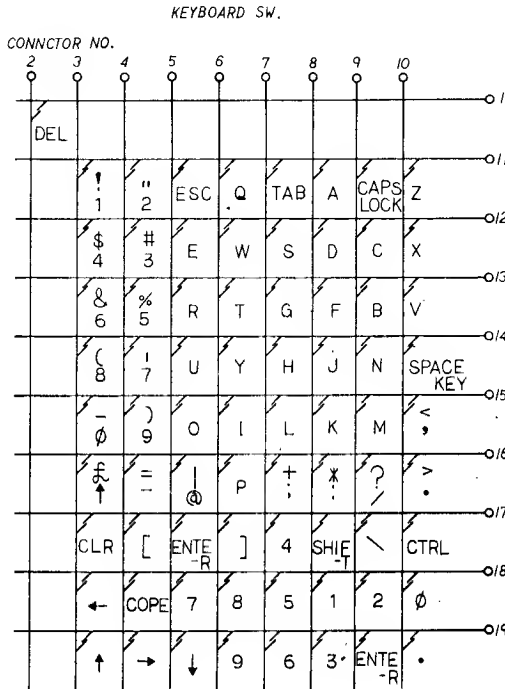 KEYBOARD SW.
CONNCTOR NO.
2 3 4 5 6 7 8 9 10
1
DEL
11
! " ESC Q TAB A CAPS LOCK Z
1 2
12
$ # E W S D C X
4 3
13
& % R T G F B V
6 5
14
( ' U Y H J N SPACE KEY
8 7
15
_ ) O I L K M <
Ø 9 ,
16
£ = | P + * ? >
↑ - @ ; : / .
17
CLR [ ENTE-R ] 4 SHIF-T \ CTRL
18
← COPE 7 8 5 1 2 Ø
19
↑ → ↓ 9 6 3 ENTE-R .